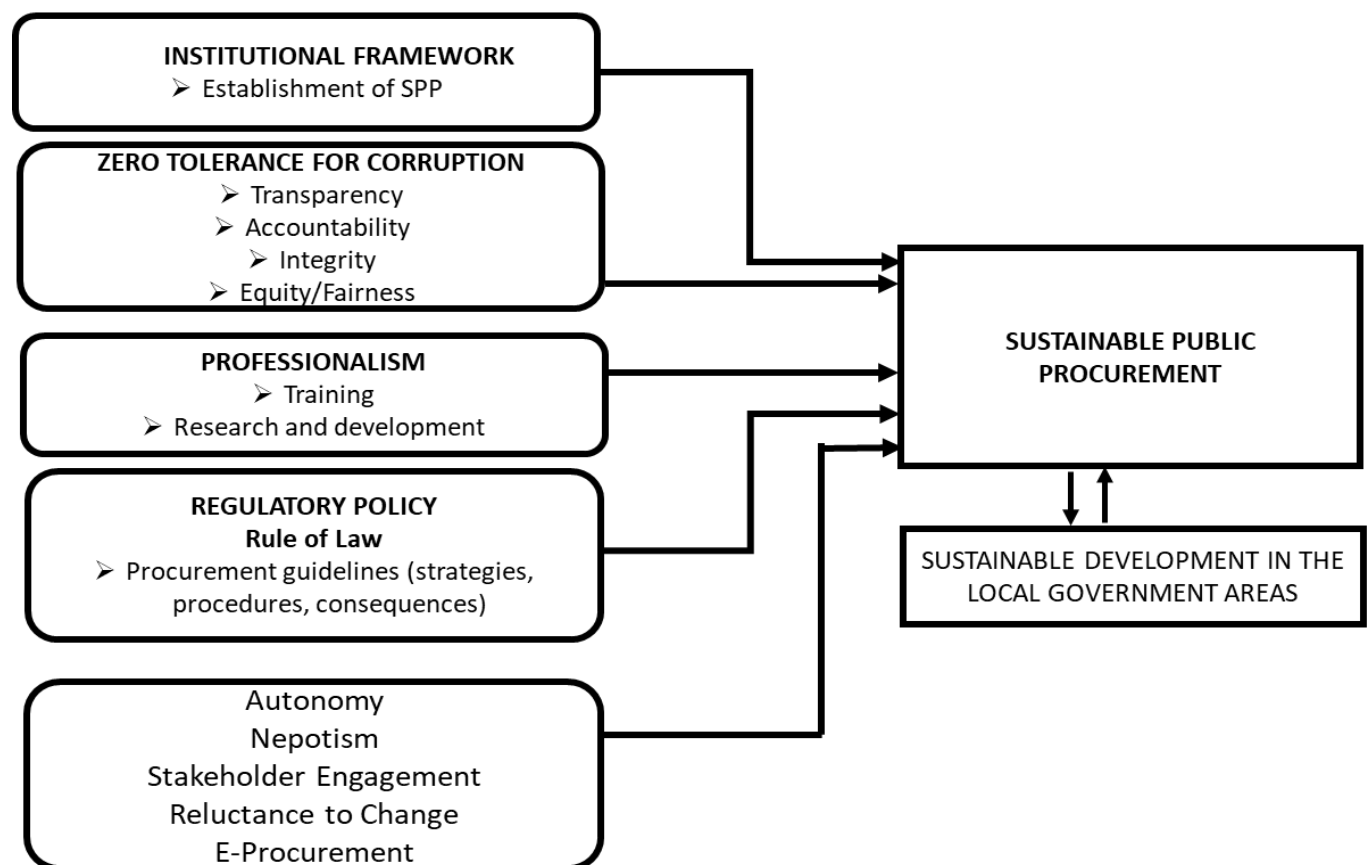 INSTITUTIONAL FRAMEWORK
➢ Establishment of SPP
ZERO TOLERANCE FOR CORRUPTION
➢ Transparency
➢ Accountability
➢ Integrity
➢ Equity/Fairness
PROFESSIONALISM
➢ Training
➢ Research and development
REGULATORY POLICY
Rule of Law
➢ Procurement guidelines (strategies,
procedures, consequences)
Autonomy
Nepotism
Stakeholder Engagement
Reluctance to Change
E-Procurement
SUSTAINABLE PUBLIC
PROCUREMENT
SUSTAINABLE DEVELOPMENT IN THE
LOCAL GOVERNMENT AREAS